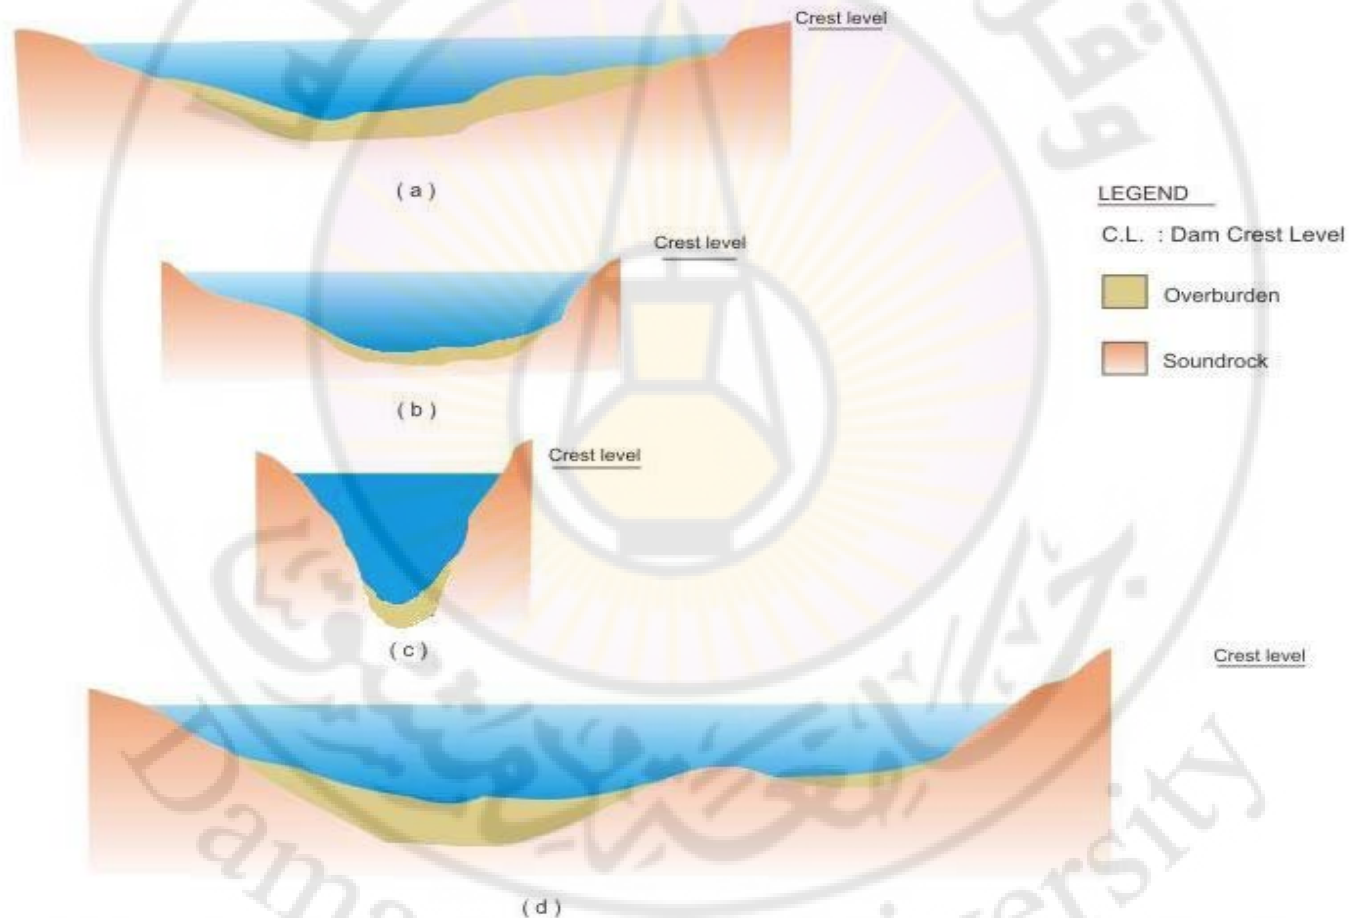 Crest level
( a )
LEGEND
C.L. : Dam Crest Level
Overburden
Soundrock
Crest level
( b )
Crest level
( c )
Crest level
( d )